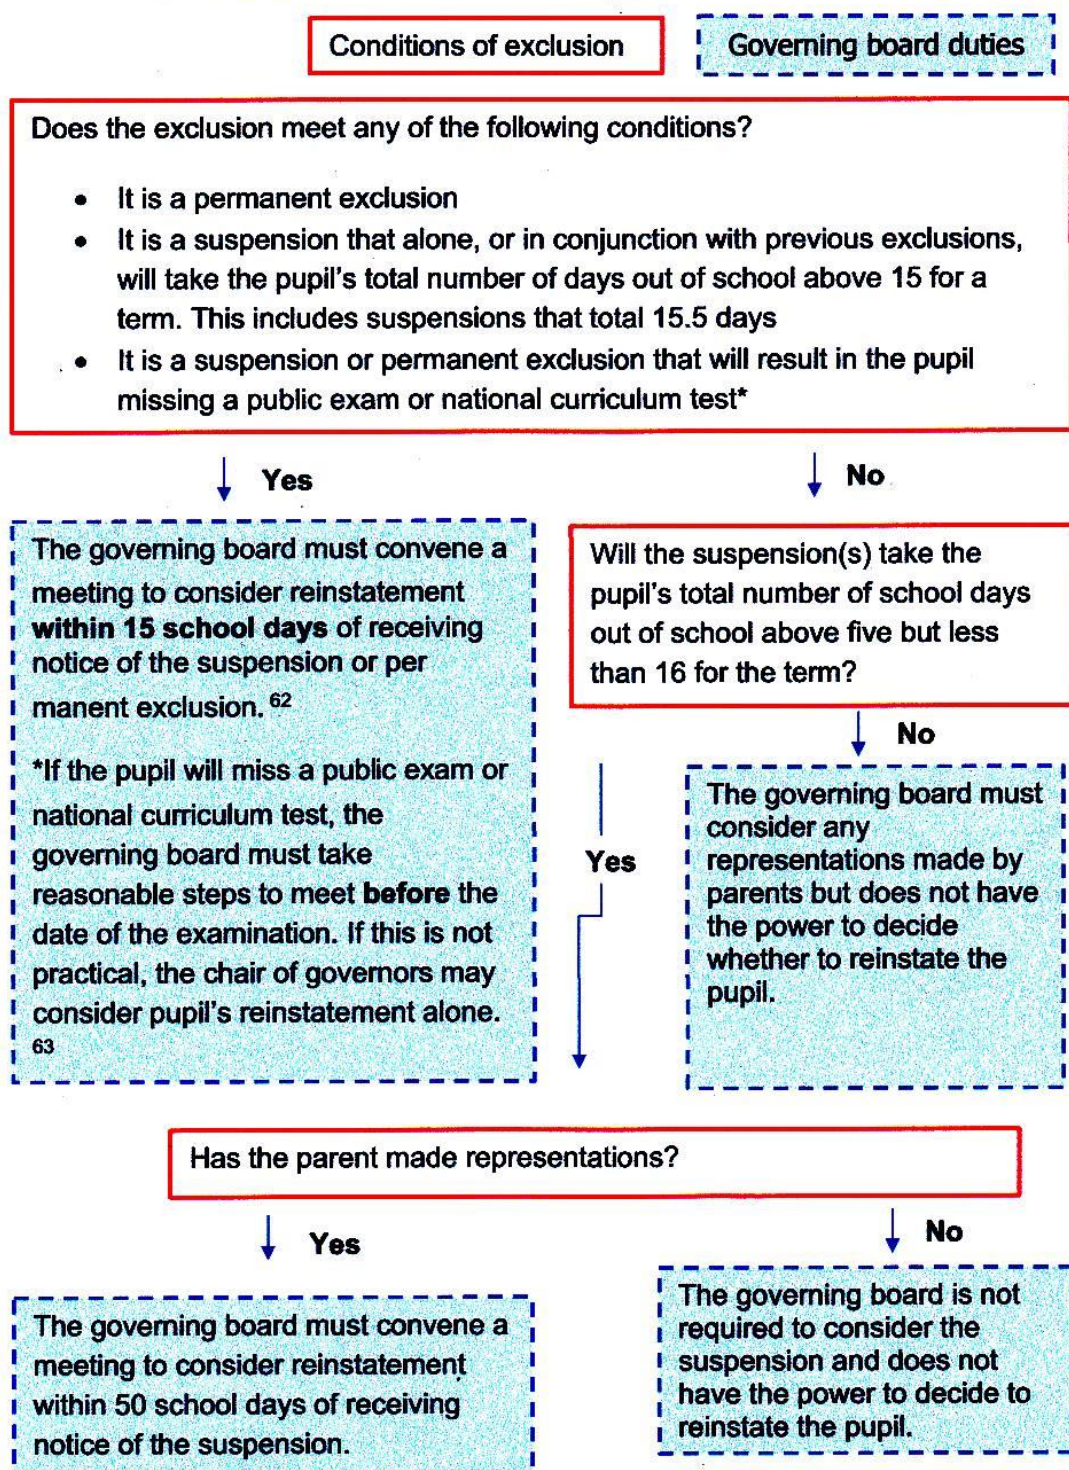 Conditions of exclusion
Governing board duties
Does the exclusion meet any of the following conditions?
• It is a permanent exclusion
• It is a suspension that alone, or in conjunction with previous exclusions,
will take the pupil's total number of days out of school above 15 for a
term. This includes suspensions that total 15.5 days
• It is a suspension or permanent exclusion that will result in the pupil
missing a public exam or national curriculum test*
Yes
No
The governing board must convene a
meeting to consider reinstatement
within 15 school days of receiving
notice of the suspension or per
manent exclusion. 62
*If the pupil will miss a public exam or
national curriculum test, the
governing board must take
reasonable steps to meet before the
date of the examination. If this is not
practical, the chair of governors may
consider pupil's reinstatement alone.
63
Will the suspension(s) take the
pupil's total number of school days
out of school above five but less
than 16 for the term?
No
Yes
The governing board must
consider any
representations made by
parents but does not have
the power to decide
whether to reinstate the
pupil.
Has the parent made representations?
Yes
No
The governing board must convene a
meeting to consider reinstatement
within 50 school days of receiving
notice of the suspension.
The governing board is not
required to consider the
suspension and does not
have the power to decide to
reinstate the pupil.